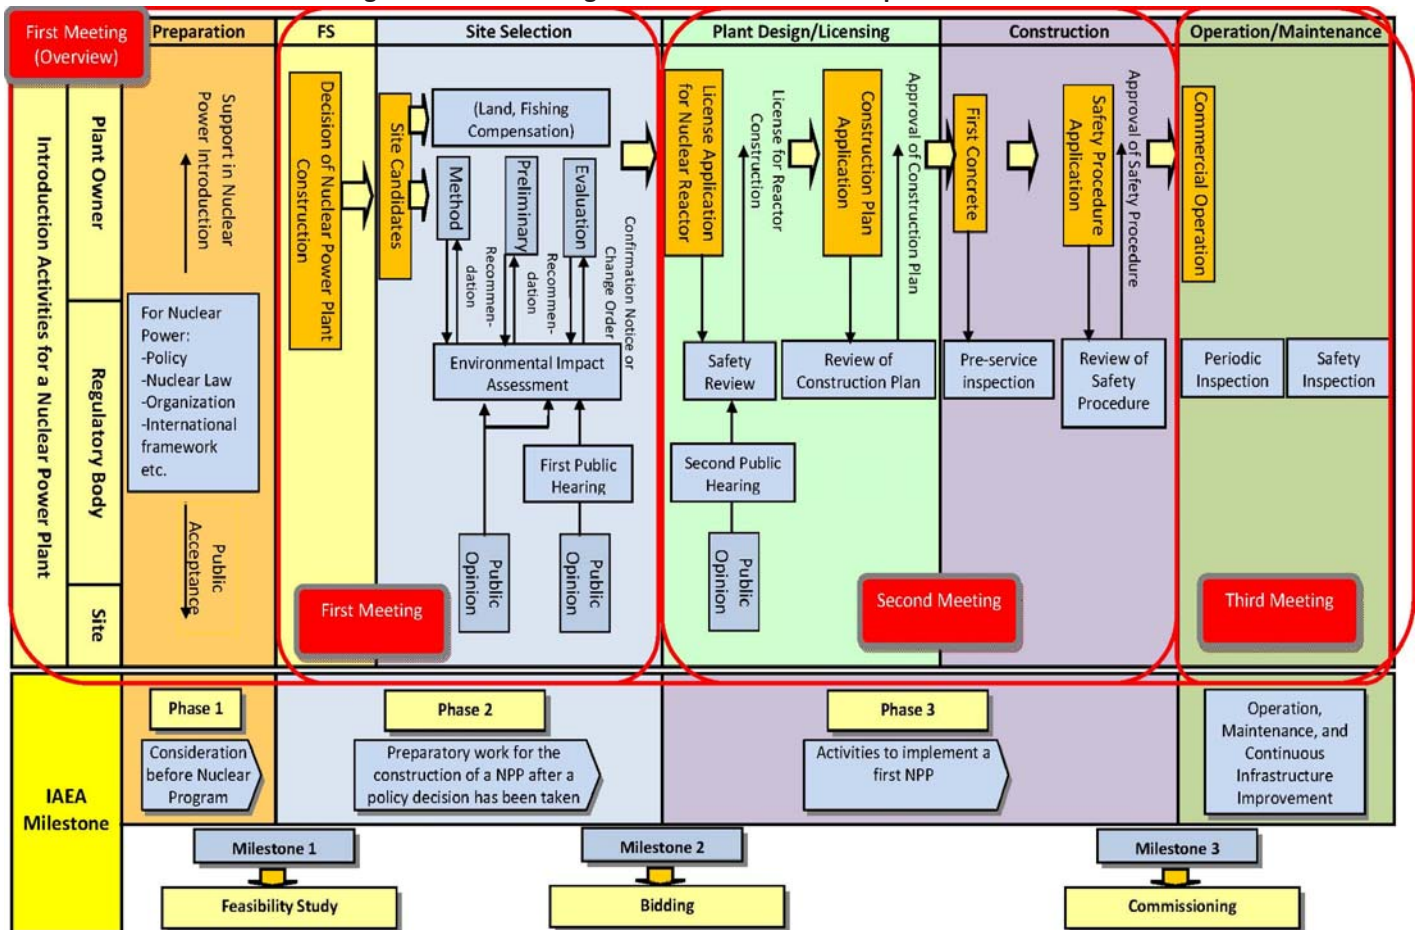 First Meeting
(Overview)
Preparation
FS
Site Selection
Plant Design/Licensing
Construction
Operation/Maintenance
Introduction Activities for a Nuclear Power Plant
Plant Owner
Regulatory Body
Site
Support in Nuclear
Power Introduction
For Nuclear
Power:
-Policy
-Nuclear Law
-Organization
-International
framework
etc.
Public
Acceptance
Decision of Nuclear Power Plant
Construction
Site Candidates
(Land, Fishing
Compensation)
Method
Preliminary
Evaluation
Recommen-
dation
Recommen-
dation
Confirmation Notice or
Change Order
Environmental Impact
Assessment
First Public
Hearing
Public
Opinion
Public
Opinion
First Meeting
License Application
for Nuclear Reactor
License for Reactor
Construction
Construction Plan
Application
Approval of Construction Plan
Safety
Review
Review of
Construction Plan
Second Public
Hearing
Public
Opinion
Second Meeting
First Concrete
Safety Procedure
Application
Approval of Safety Procedure
Pre-service
inspection
Review of
Safety
Procedure
Commercial Operation
Periodic
Inspection
Safety
Inspection
Third Meeting
IAEA
Milestone
Phase 1
Consideration
before Nuclear
Program
Phase 2
Preparatory work for the
construction of a NPP after a
policy decision has been taken
Phase 3
Activities to implement a
first NPP
Operation,
Maintenance, and
Continuous
Infrastructure
Improvement
Milestone 1
Milestone 2
Milestone 3
Feasibility Study
Bidding
Commissioning